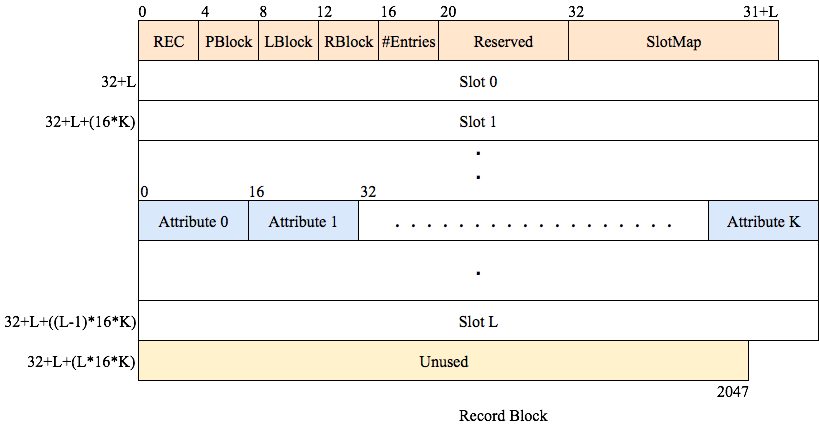 0 4 8 12 16 20 32 31+L
REC PBlock LBlock RBlock #Entries Reserved SlotMap
32+L Slot 0
32+L+(16*K) Slot 1
.
.
0 16 32
Attribute 0 Attribute 1 . . . . . . . . . . . . . . . . . . Attribute K
.
32+L+((L-1)*16*K) Slot L
32+L+(L*16*K) Unused
2047
Record Block